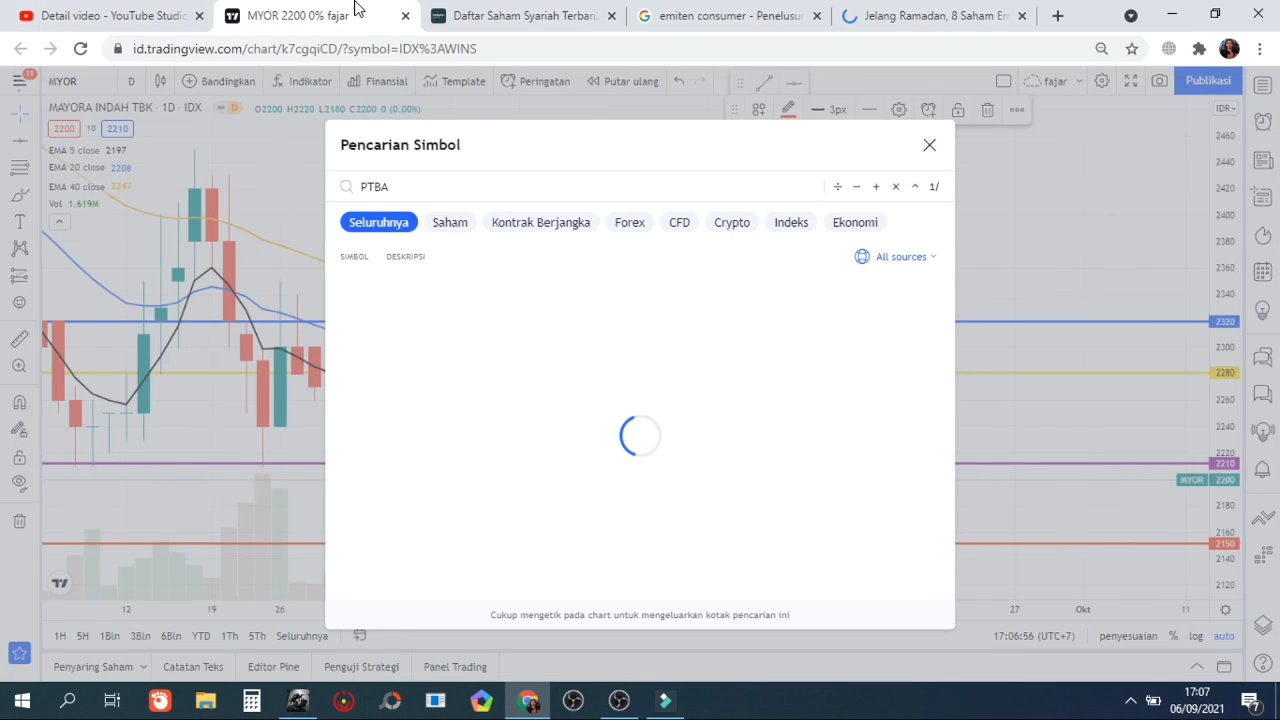 Detail video - YouTube Studio
MYOR 2200 0% fajar
Daftar Saham Syariah Terbaru
emiten consumer - Penelusuran
Jelang Ramadan, 8 Saham Em
id.tradingview.com/chart/k7cgqiCD/?symbol=IDX%3AWINS
11
MYOR
D
Bandingkan
Indikator
Finansial
Template
Peringatan
Putar ulang
fajar
Publikasi
MAYORA INDAH TBK · 1D · IDX
D
O2200 H2220 L2180 C2200 0 (0.00%)
3px
IDR
2200
10
2210
EMA 5 close 2197
EMA 20 close 2208
EMA 40 close 2247
Vol 1.619M
Pencarian Simbol
PTBA
÷ − + × ^ 1/
Seluruhnya
Saham
Kontrak Berjangka
Forex
CFD
Crypto
Indeks
Ekonomi
SIMBOL
DESKRIPSI
All sources
Cukup mengetik pada chart untuk mengeluarkan kotak pencarian ini
2460
2440
2420
2400
2380
2360
2340
2320
2300
2280
2260
2240
2220
2210
MYOR 2200
2180
2160
2150
2140
2120
12
19
26
27
Okt
11
1H
5H
1Bln
3Bln
6Bln
YTD
1Th
5Th
Seluruhnya
17:06:56 (UTC+7)
penyesuaian
%
log
auto
Penyaring Saham
Catatan Teks
Editor Pine
Penguji Strategi
Panel Trading
17:07
06/09/2021
7